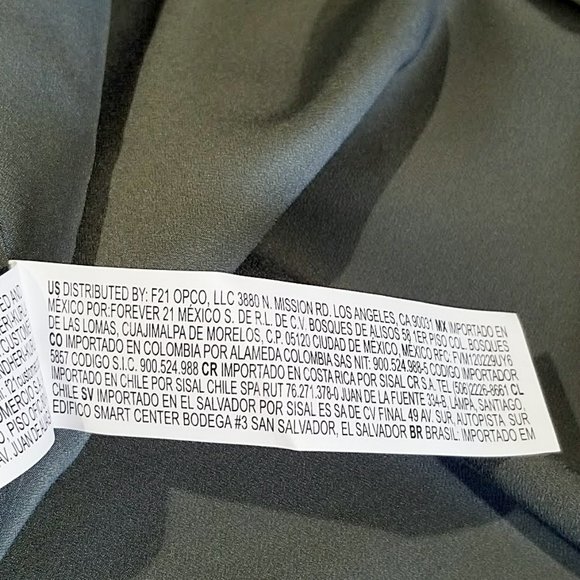 US DISTRIBUTED BY: F21 OPCO, LLC 3880 N. MISSION RD. LOS ANGELES, CA 90031 MX IMPORTADO EN
MÉXICO POR:FOREVER 21 MÉXICO S. DE R.L. DE C.V. BOSQUES DE ALISOS 58 1ER PISO COL. BOSQUES
DE LAS LOMAS, CUAJIMALPA DE MORELOS, C.P. 05120 CIUDAD DE MÉXICO, MÉXICO RFC: FVM120229UY6
CO IMPORTADO EN COLOMBIA POR ALAMEDA COLOMBIA SAS NIT: 900.524.988-5 CODIGO IMPORTADOR
5857 CODIGO S.I.C. 900.524.988 CR IMPORTADO EN COSTA RICA POR SISAL CR S.A. TEL (506)2226-8661 CL
IMPORTADO EN CHILE POR SISAL CHILE SPA RUT 76.271.378-0 JUAN DE LA FUENTE 334-B. LAMPA, SANTIAGO,
CHILE SV IMPORTADO EN EL SALVADOR POR SISAL ES SA DE CV FINAL 49 AV. SUR, AUTOPISTA. SUR
EDIFICO SMART CENTER BODEGA #3 SAN SALVADOR, EL SALVADOR BR BRASIL: IMPORTADO EM